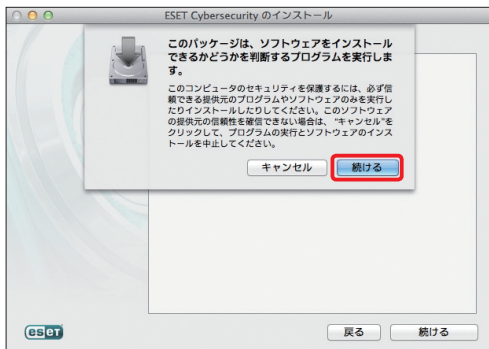 ESET Cybersecurity のインストール
このパッケージは、ソフトウェアをインストール
できるかどうかを判断するプログラムを実行しま
す。
このコンピュータのセキュリティを保護するには、必ず信
頼できる提供元のプログラムやソフトウェアのみを実行し
たりインストールしたりしてください。このソフトウェア
の提供元の信頼性を確信できない場合は、“キャンセル”を
クリックして、プログラムの実行とソフトウェアのインス
トールを中止してください。
キャンセル 続ける
eseT
戻る 続ける